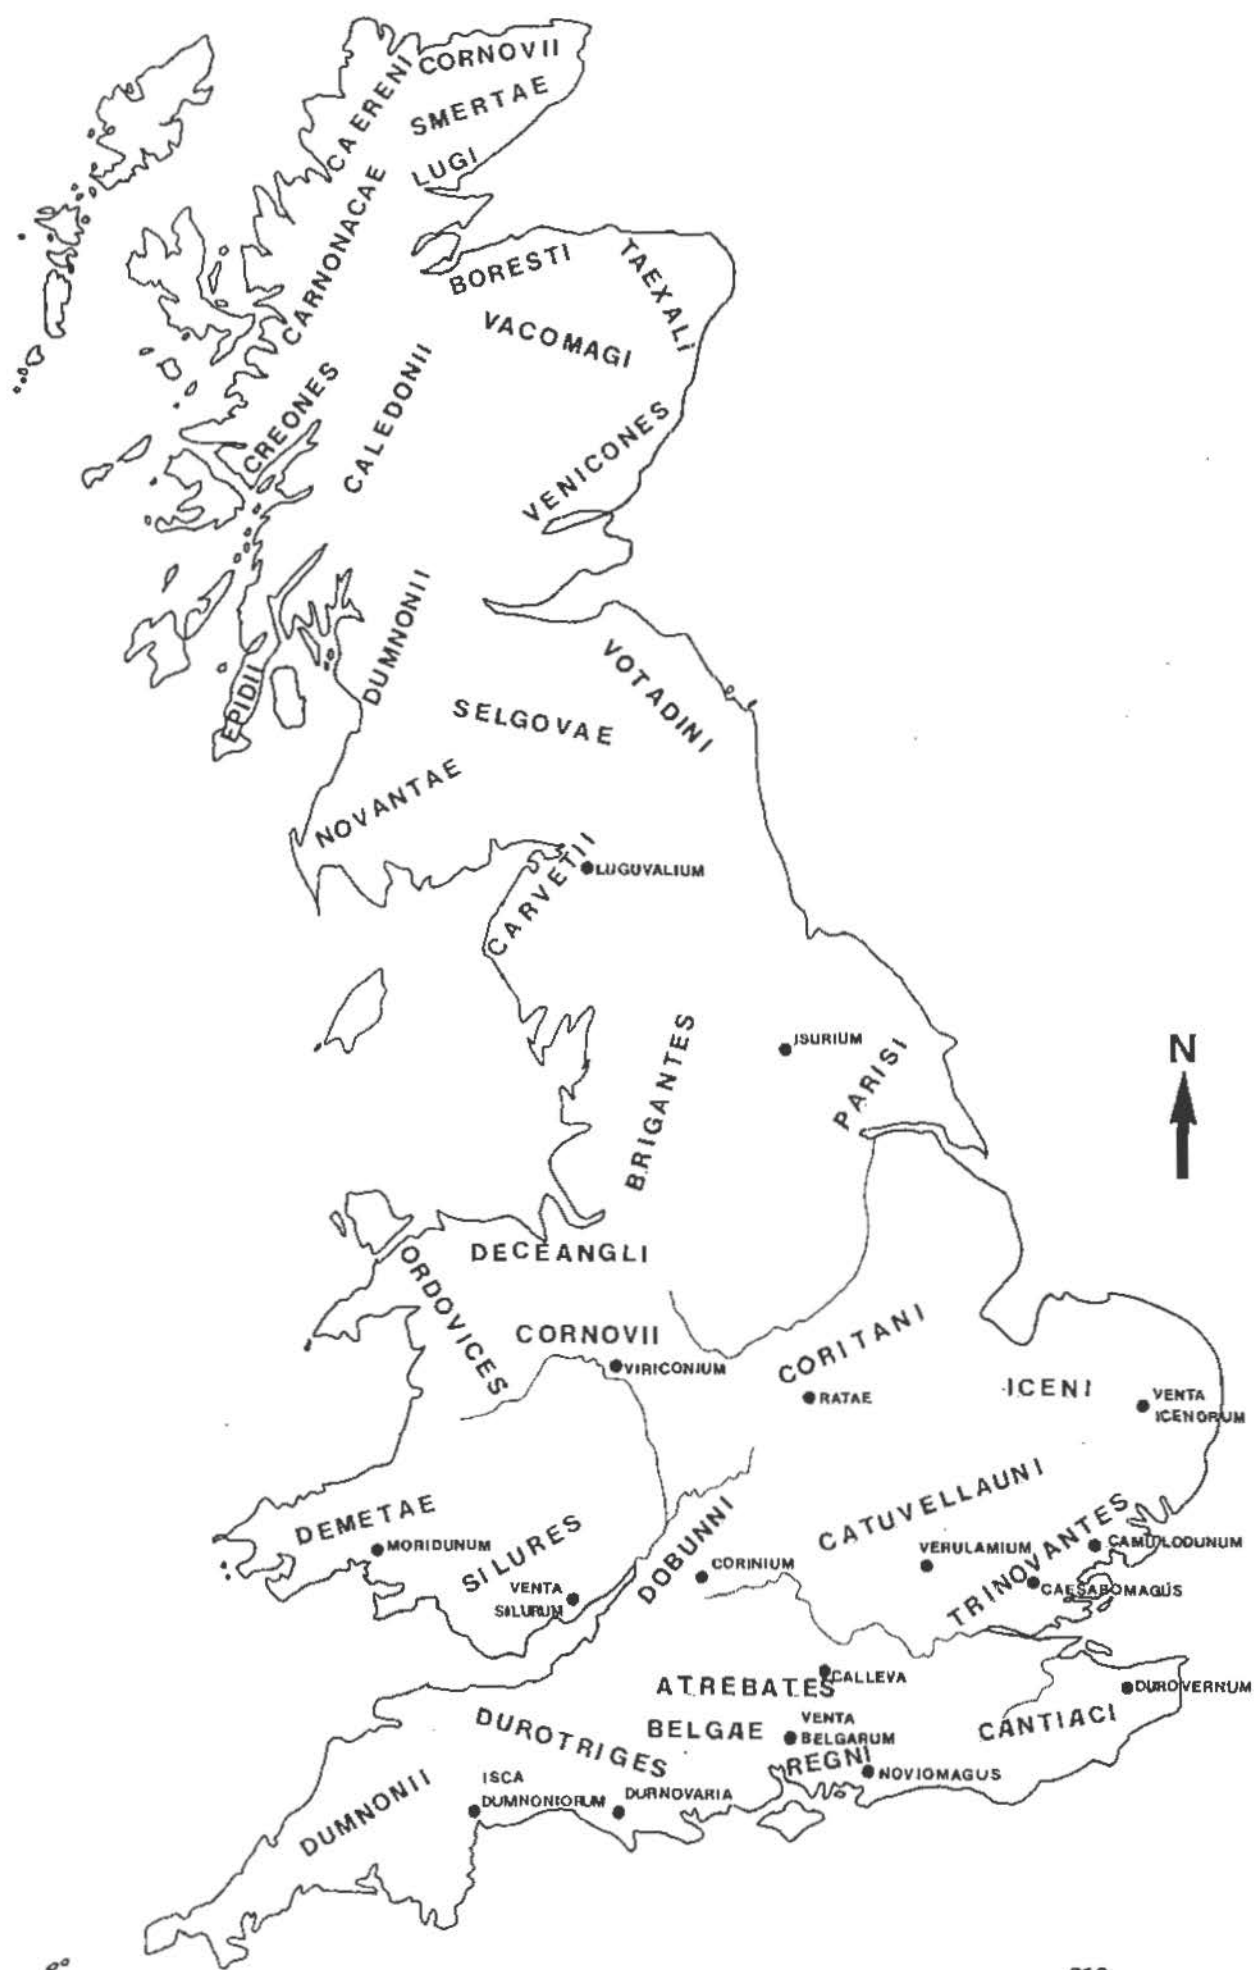 CORNOVII
CAERENI
SMERTAE
LUGI
CARNONACAE
BORESTI
TAEXALI
VACOMAGI
CREONES
CALEDONII
VENICONES
DUMNONII
EPIDII
VOTADINI
SELGOVAE
NOVANTAE
CARVETII
LUGUVALIUM
BRIGANTES
ISURIUM
PARISI
N
DECEANGLI
ORDOVICES
CORNOVII
VIRICONIUM
CORITANI
RATAE
ICENI
VENTA
ICENORUM
CATUVELLAUNI
DEMETAE
MORIDUNUM
SILURES
VENTA
SILURUM
DOBUNNI
CORINIUM
VERULAMIUM
TRINOVANTES
CAMULODUNUM
CAESAROMAGUS
ATREBATES
CALLEVA
DUROVERNUM
CANTIACI
DUROTRIGES
BELGAE
VENTA
BELGARUM
REGNI
NOVIOMAGUS
DUMNONII
ISCA
DUMNONIORUM
DURNOVARIA